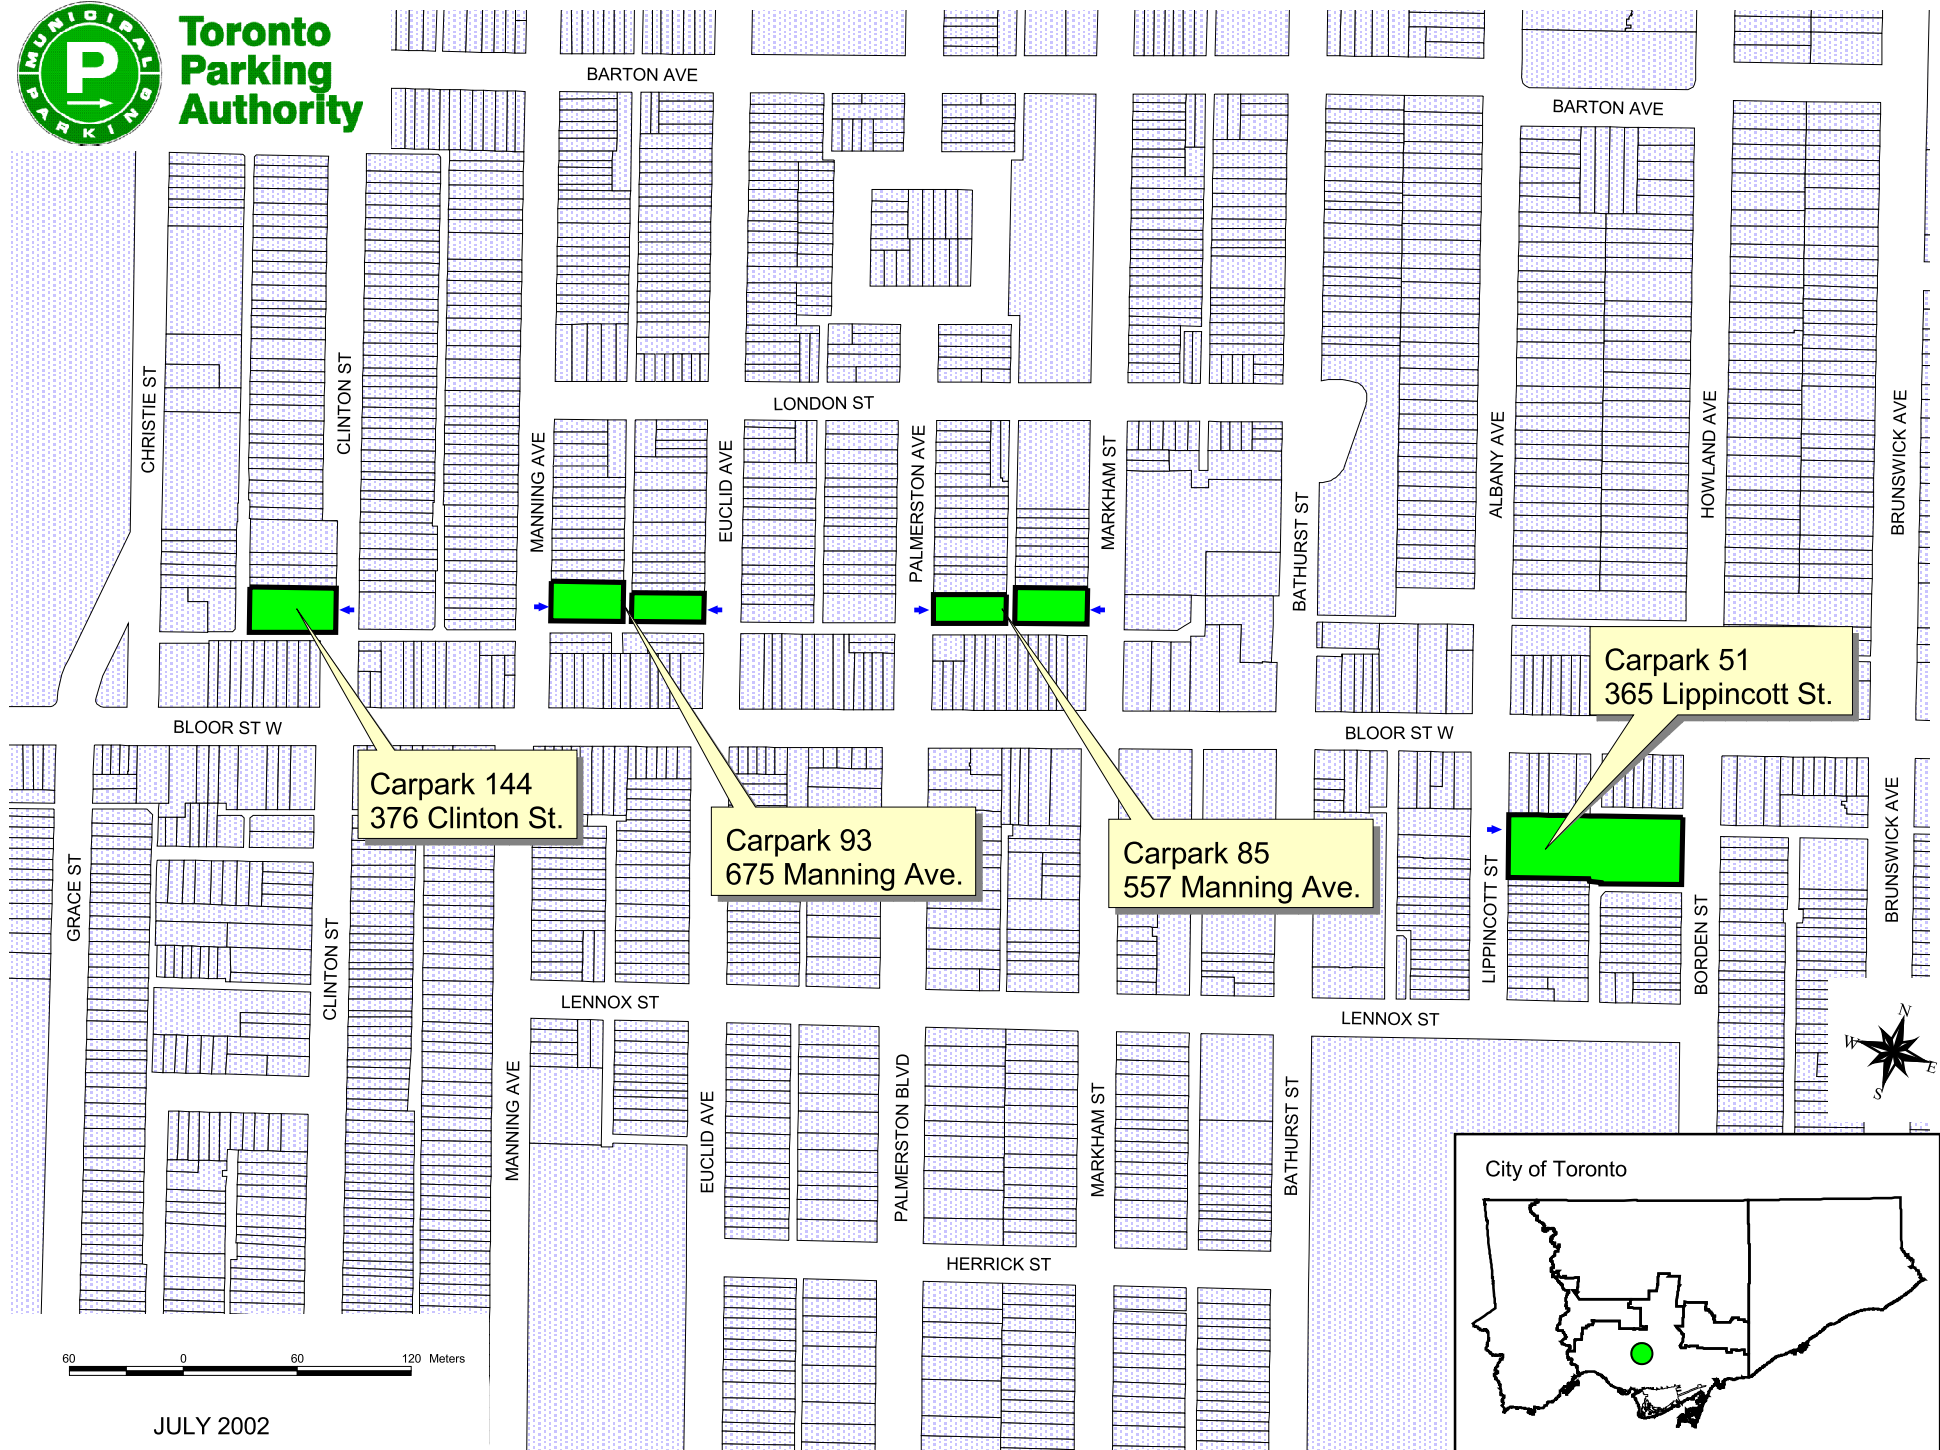 MUNICIPAL
P
PARKING
Toronto
Parking
Authority
BARTON AVE
BARTON AVE
CHRISTIE ST
CLINTON ST
MANNING AVE
EUCLID AVE
LONDON ST
PALMERSTON AVE
MARKHAM ST
BATHURST ST
ALBANY AVE
HOWLAND AVE
BRUNSWICK AVE
Carpark 51
365 Lippincott St.
BLOOR ST W
BLOOR ST W
Carpark 144
376 Clinton St.
Carpark 93
675 Manning Ave.
Carpark 85
557 Manning Ave.
GRACE ST
CLINTON ST
LIPPINCOTT ST
BORDEN ST
BRUNSWICK AVE
LENNOX ST
LENNOX ST
MANNING AVE
EUCLID AVE
PALMERSTON BLVD
MARKHAM ST
BATHURST ST
N
W
E
S
HERRICK ST
City of Toronto
60 0 60 120 Meters
JULY 2002